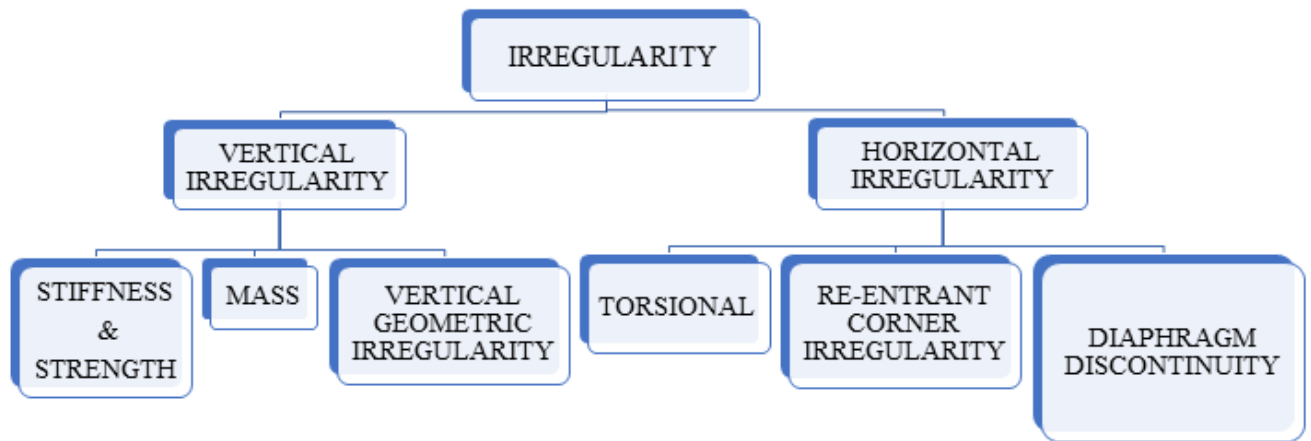 IRREGULARITY
VERTICAL
IRREGULARITY
HORIZONTAL
IRREGULARITY
STIFFNESS
&
STRENGTH
MASS
VERTICAL
GEOMETRIC
IRREGULARITY
TORSIONAL
RE-ENTRANT
CORNER
IRREGULARITY
DIAPHRAGM
DISCONTINUITY